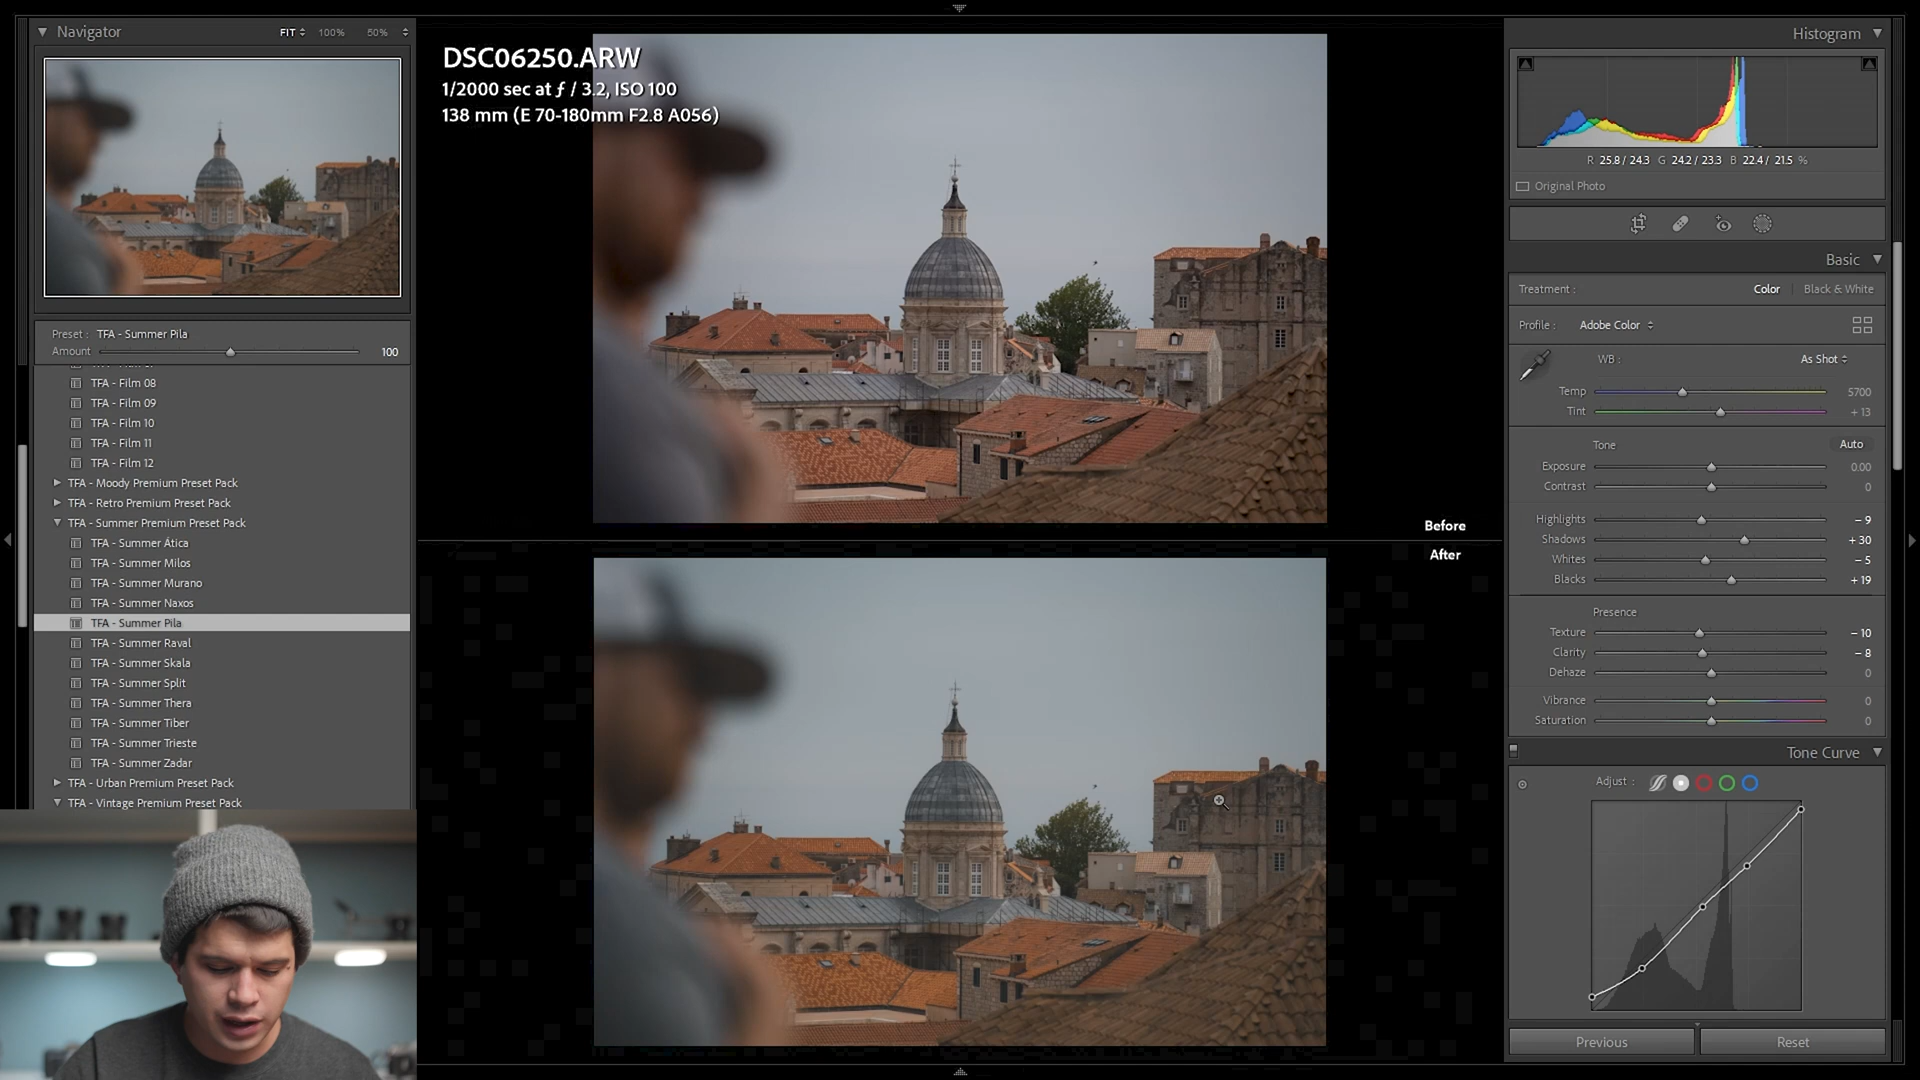 Navigator
FIT 100% 50%
Preset : TFA - Summer Pila
Amount 100
TFA - Film 08
TFA - Film 09
TFA - Film 10
TFA - Film 11
TFA - Film 12
TFA - Moody Premium Preset Pack
TFA - Retro Premium Preset Pack
TFA - Summer Premium Preset Pack
TFA - Summer Ática
TFA - Summer Milos
TFA - Summer Murano
TFA - Summer Naxos
TFA - Summer Pila
TFA - Summer Raval
TFA - Summer Skala
TFA - Summer Split
TFA - Summer Thera
TFA - Summer Tiber
TFA - Summer Trieste
TFA - Summer Zadar
TFA - Urban Premium Preset Pack
TFA - Vintage Premium Preset Pack
DSC06250.ARW
1/2000 sec at ƒ / 3.2, ISO 100
138 mm (E 70-180mm F2.8 A056)
Before
After
Histogram
R 25.8 / 24.3 G 24.2 / 23.3 B 22.4 / 21.5 %
Original Photo
Basic
Treatment : Color Black & White
Profile : Adobe Color
WB : As Shot
Temp 5700
Tint + 13
Tone Auto
Exposure 0.00
Contrast 0
Highlights – 9
Shadows + 30
Whites – 5
Blacks + 19
Presence
Texture – 10
Clarity – 8
Dehaze 0
Vibrance 0
Saturation 0
Tone Curve
Adjust :
Previous Reset